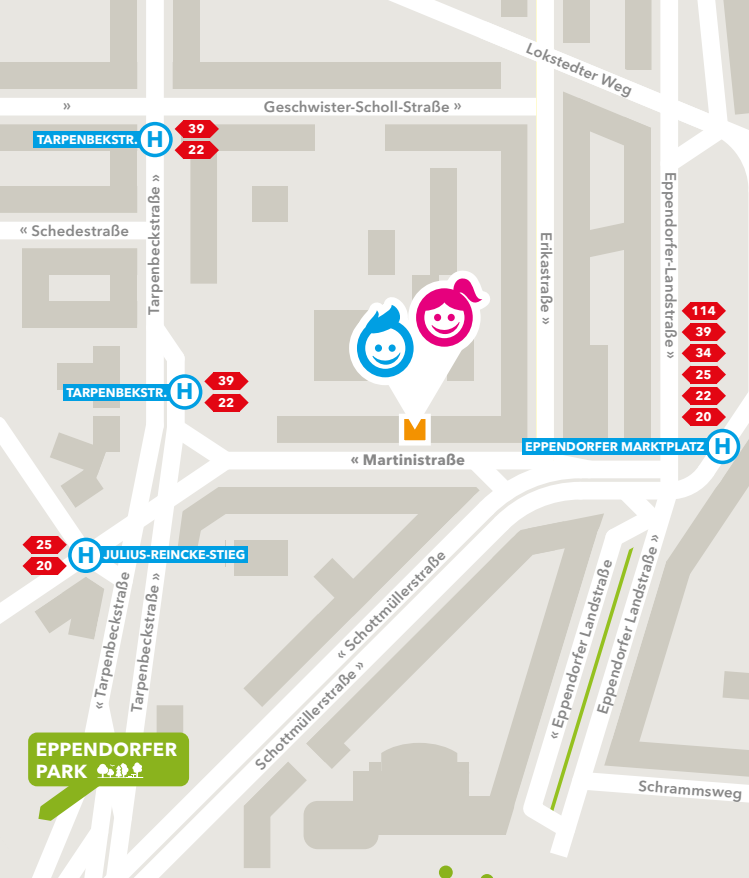 Lokstedter Weg
»
Geschwister-Scholl-Straße »
39
TARPENBEKSTR. H
22
Tarpenbeckstraße »
« Schedestraße
Eppendorfer-Landstraße »
Erikastraße »
114
39
34
25
22
20
39
TARPENBEKSTR. H
22
EPPENDORFER MARKTPLATZ H
« Martinistraße
25
20
H JULIUS-REINCKE-STIEG
« Tarpenbeckstraße
Tarpenbeckstraße »
« Schottmüllerstraße
Schottmüllerstraße »
« Eppendorfer Landstraße
Eppendorfer Landstraße »
EPPENDORFER
PARK
Schrammsweg